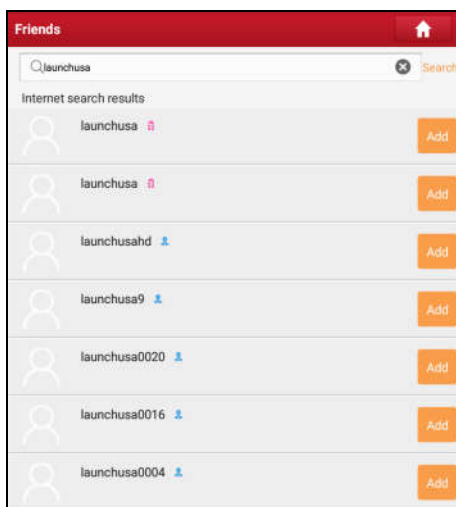 Friends
launchusa Search
Internet search results
launchusa Add
launchusa Add
launchusahd Add
launchusa9 Add
launchusa0020 Add
launchusa0016 Add
launchusa0004 Add